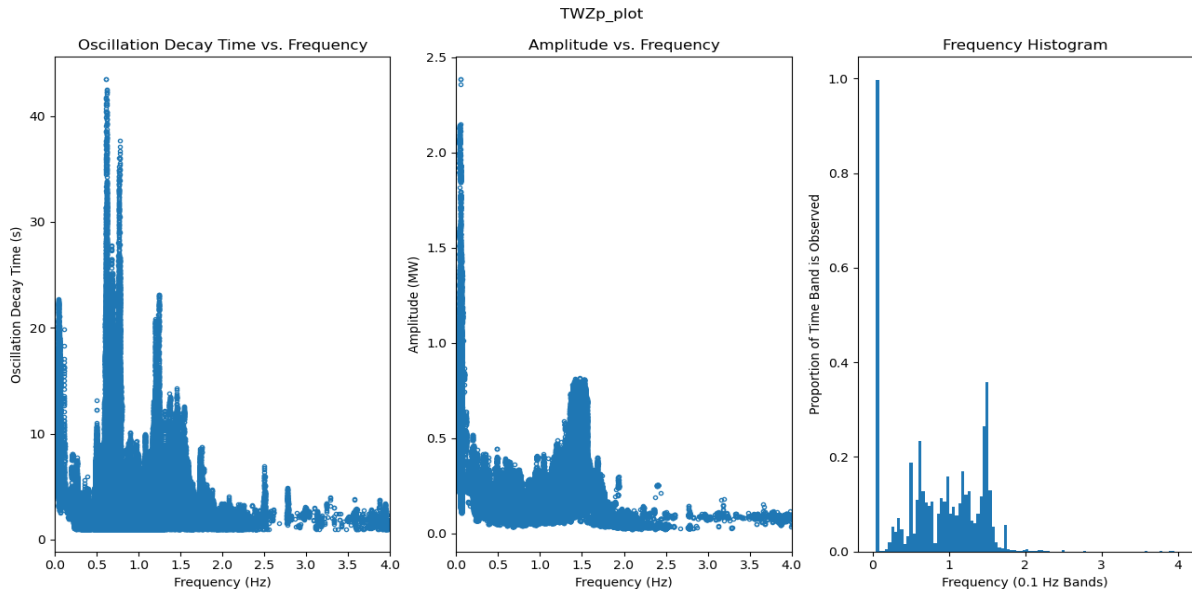 TWZp_plot
Oscillation Decay Time vs. Frequency
Oscillation Decay Time (s)
40
30
20
10
0
0.0 0.5 1.0 1.5 2.0 2.5 3.0 3.5 4.0
Frequency (Hz)
Amplitude vs. Frequency
Amplitude (MW)
2.5
2.0
1.5
1.0
0.5
0.0
0.0 0.5 1.0 1.5 2.0 2.5 3.0 3.5 4.0
Frequency (Hz)
Frequency Histogram
Proportion of Time Band is Observed
1.0
0.8
0.6
0.4
0.2
0.0
0 1 2 3 4
Frequency (0.1 Hz Bands)